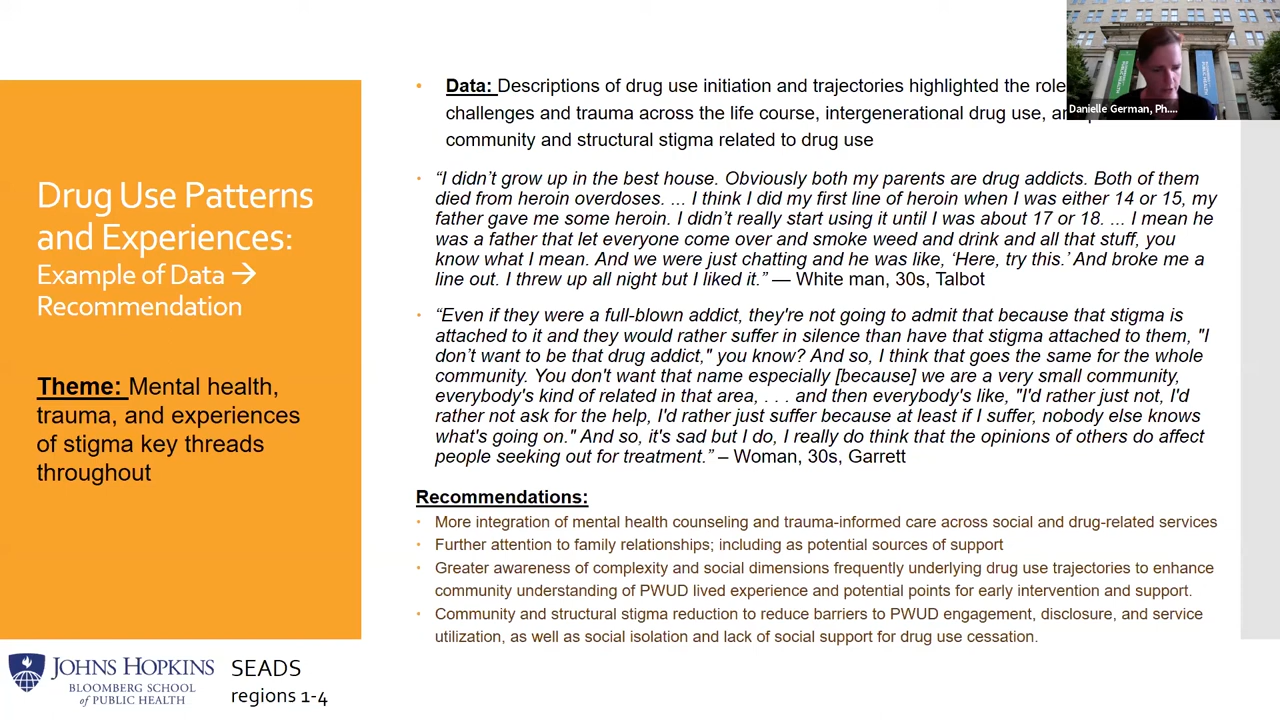 Drug Use Patterns
and Experiences:
Example of Data →
Recommendation
Theme: Mental health,
trauma, and experiences
of stigma key threads
throughout
• Data: Descriptions of drug use initiation and trajectories highlighted the role
challenges and trauma across the life course, intergenerational drug use,
community and structural stigma related to drug use
• “I didn’t grow up in the best house. Obviously both my parents are drug addicts. Both of them
died from heroin overdoses. ... I think I did my first line of heroin when I was either 14 or 15, my
father gave me some heroin. I didn’t really start using it until I was about 17 or 18. ... I mean he
was a father that let everyone come over and smoke weed and drink and all that stuff, you
know what I mean. And we were just chatting and he was like, ‘Here, try this.’ And broke me a
line out. I threw up all night but I liked it.” — White man, 30s, Talbot
• “Even if they were a full-blown addict, they're not going to admit that because that stigma is
attached to it and they would rather suffer in silence than have that stigma attached to them, "I
don’t want to be that drug addict," you know? And so, I think that goes the same for the whole
community. You don't want that name especially [because] we are a very small community,
everybody's kind of related in that area, . . . and then everybody's like, "I'd rather just not, I'd
rather not ask for the help, I'd rather just suffer because at least if I suffer, nobody else knows
what's going on." And so, it's sad but I do, I really do think that the opinions of others do affect
people seeking out for treatment.” – Woman, 30s, Garrett
Recommendations:
• More integration of mental health counseling and trauma-informed care across social and drug-related services
• Further attention to family relationships; including as potential sources of support
• Greater awareness of complexity and social dimensions frequently underlying drug use trajectories to enhance
community understanding of PWUD lived experience and potential points for early intervention and support.
• Community and structural stigma reduction to reduce barriers to PWUD engagement, disclosure, and service
utilization, as well as social isolation and lack of social support for drug use cessation.
Danielle German, Ph....
JOHNS HOPKINS
BLOOMBERG SCHOOL
of PUBLIC HEALTH
SEADS
regions 1-4